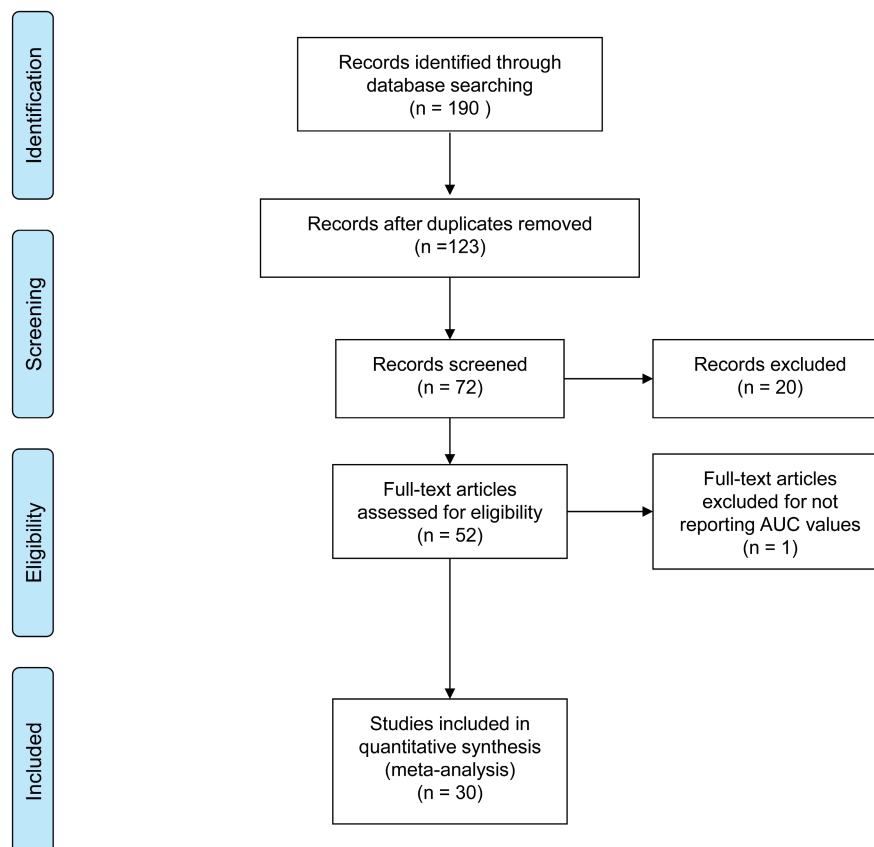 Identification
Records identified through
database searching
(n = 190 )
Records after duplicates removed
(n =123)
Screening
Records screened
(n = 72)
Records excluded
(n = 20)
Eligibility
Full-text articles
assessed for eligibility
(n = 52)
Full-text articles
excluded for not
reporting AUC values
(n = 1)
Included
Studies included in
quantitative synthesis
(meta-analysis)
(n = 30)